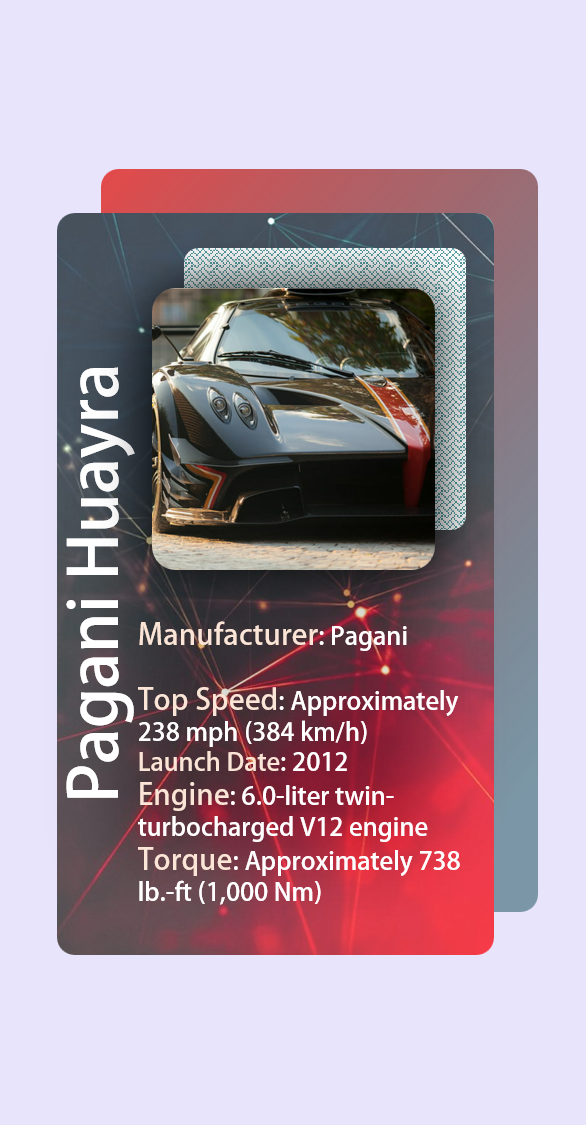 Pagani Huayra
Manufacturer: Pagani
Top Speed: Approximately
238 mph (384 km/h)
Launch Date: 2012
Engine: 6.0-liter twin-
turbocharged V12 engine
Torque: Approximately 738
lb.-ft (1,000 Nm)